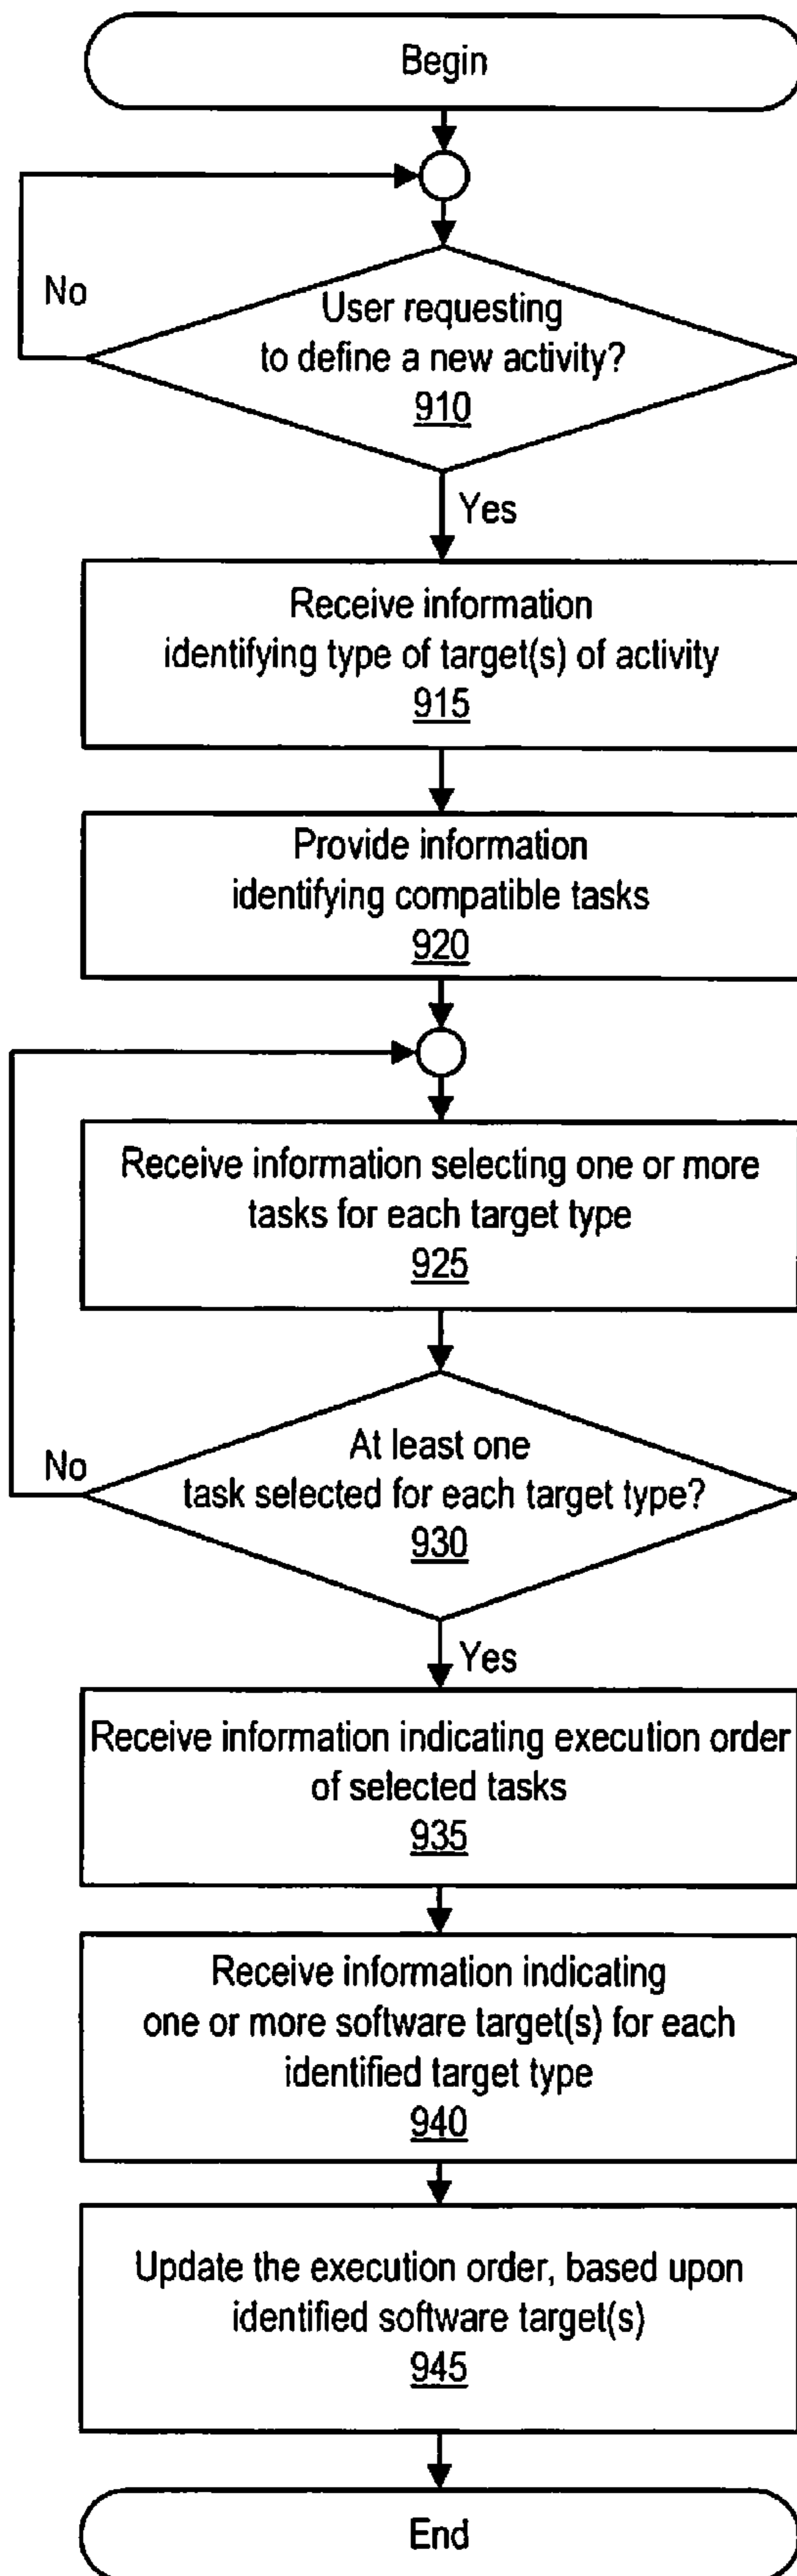 Begin
No
User requesting
to define a new activity?
910
Yes
Receive information
identifying type of target(s) of activity
915
Provide information
identifying compatible tasks
920
Receive information selecting one or more
tasks for each target type
925
At least one
No
task selected for each target type?
930
Yes
Receive information indicating execution order
of selected tasks
935
Receive information indicating
one or more software target(s) for each
identified target type
940
Update the execution order, based upon
identified software target(s)
945
End